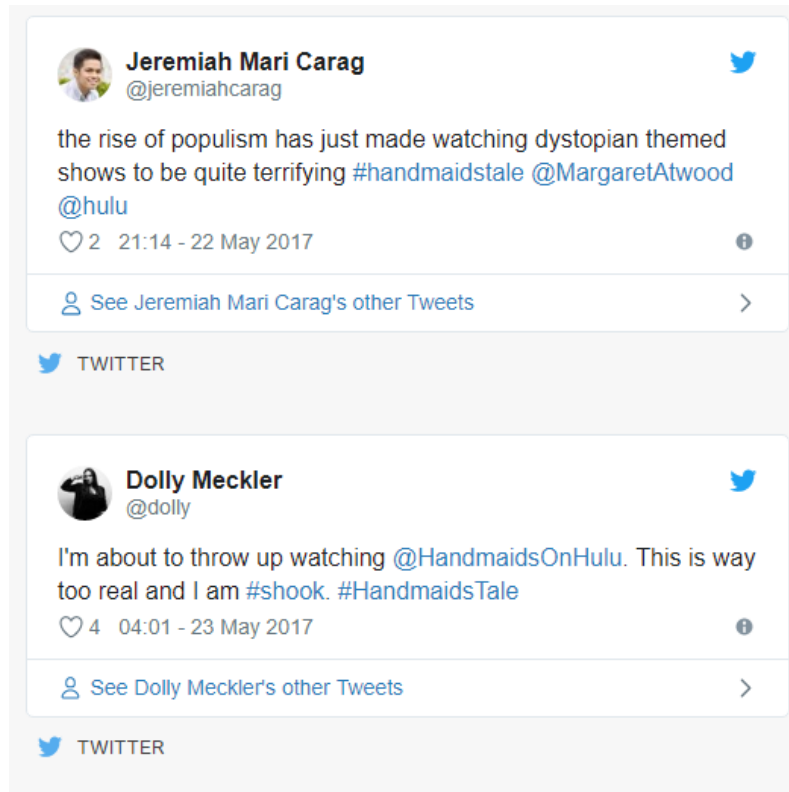 Jeremiah Mari Carag
@jeremiahcarag
the rise of populism has just made watching dystopian themed
shows to be quite terrifying #handmaidstale @MargaretAtwood
@hulu
2 21:14 - 22 May 2017
See Jeremiah Mari Carag's other Tweets
TWITTER
Dolly Meckler
@dolly
I'm about to throw up watching @HandmaidsOnHulu. This is way
too real and I am #shook. #HandmaidsTale
4 04:01 - 23 May 2017
See Dolly Meckler's other Tweets
TWITTER